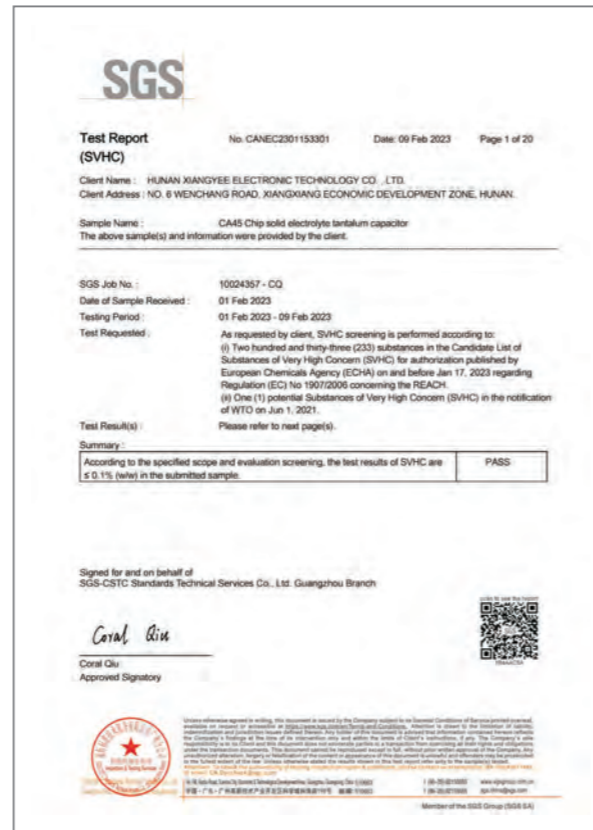 SGS
Test Report No. CANEC2301153301 Date: 09 Feb 2023 Page 1 of 20
(SVHC)
Client Name : HUNAN XIANGYEE ELECTRONIC TECHNOLOGY CO. , LTD.
Client Address : NO. 6 WENCHANG ROAD, XIANGXIANG ECONOMIC DEVELOPMENT ZONE, HUNAN.
Sample Name : CA45 Chip solid electrolyte tantalum capacitor
The above sample(s) and information were provided by the client.
SGS Job No. : 10024357 - CQ
Date of Sample Received : 01 Feb 2023
Testing Period : 01 Feb 2023 - 09 Feb 2023
Test Requested : As requested by client, SVHC screening is performed according to:
(i) Two hundred and thirty-three (233) substances in the Candidate List of
Substances of Very High Concern (SVHC) for authorization published by
European Chemicals Agency (ECHA) on and before Jan 17, 2023 regarding
Regulation (EC) No 1907/2006 concerning the REACH.
(ii) One (1) potential Substances of Very High Concern (SVHC) in the notification
of WTO on Jun 1, 2021.
Test Result(s) : Please refer to next page(s).
Summary :
According to the specified scope and evaluation screening, the test results of SVHC are PASS
≤ 0.1% (w/w) in the submitted sample.
Signed for and on behalf of
SGS-CSTC Standards Technical Services Co., Ltd. Guangzhou Branch
Coral Qiu
Coral Qiu
Approved Signatory
Member of the SGS Group (SGS SA)